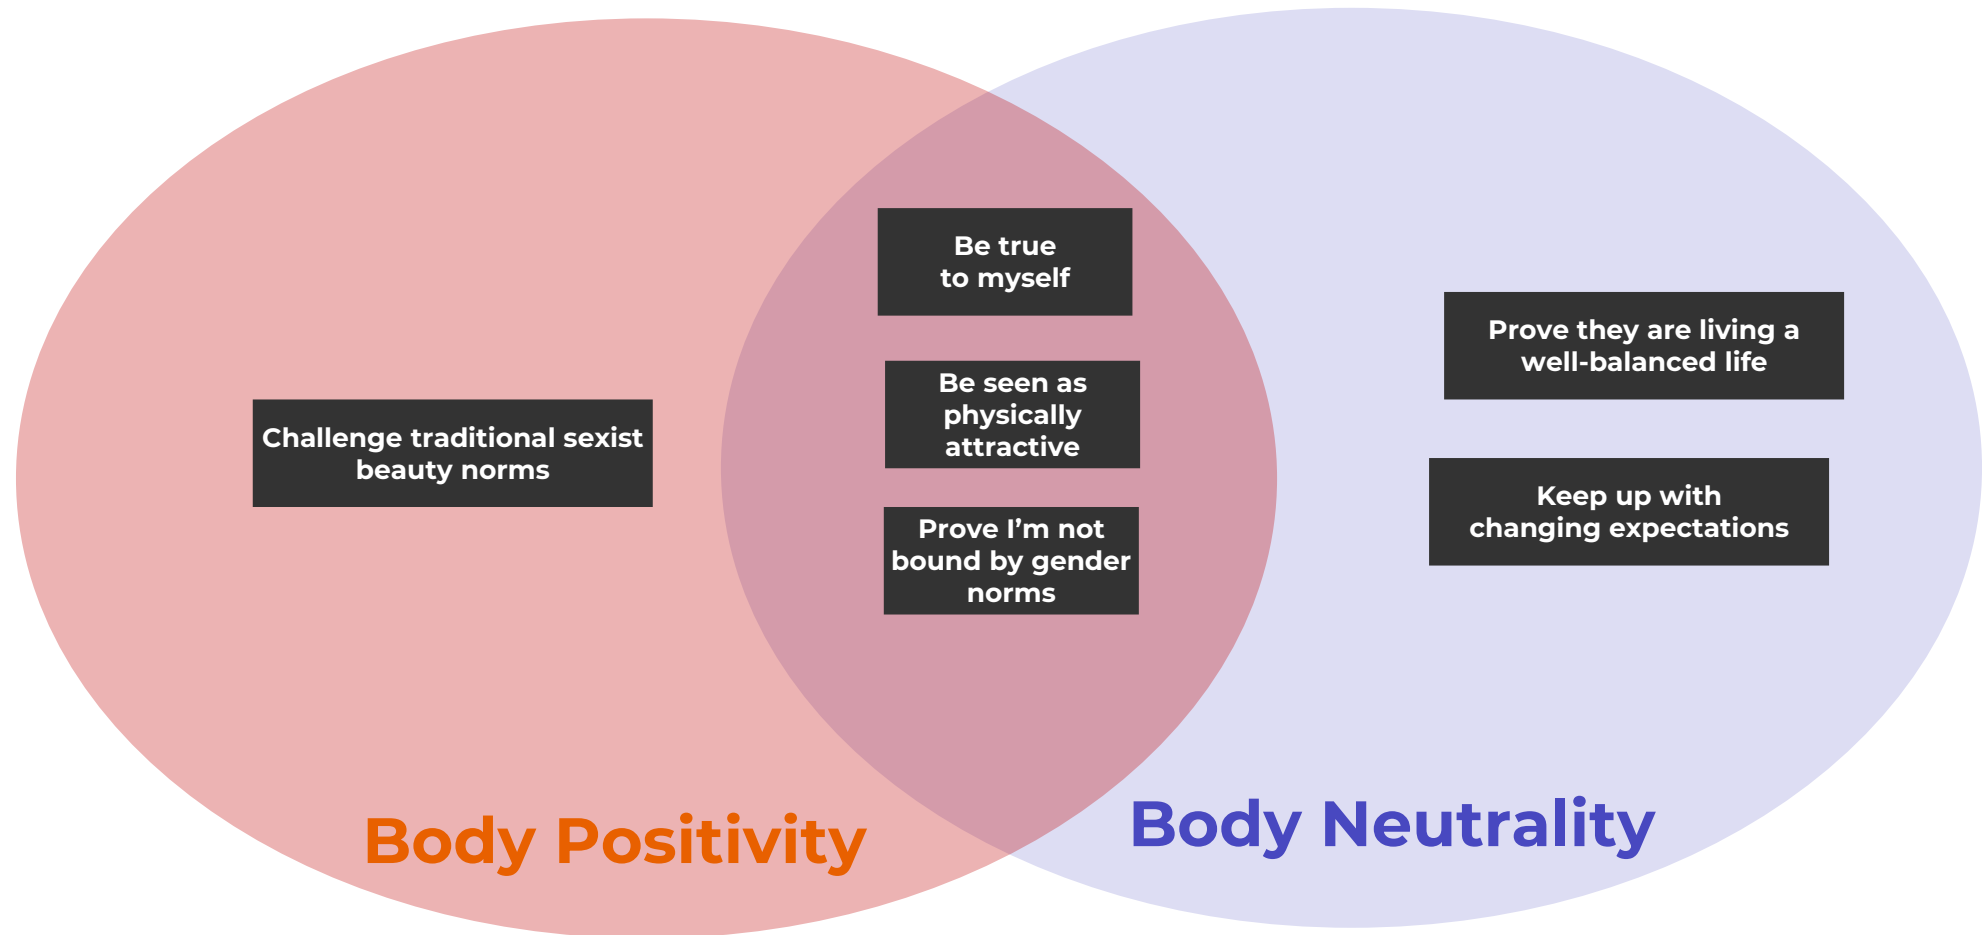 Be true
to myself
Be seen as
physically
attractive
Prove I’m not
bound by gender
norms
Challenge traditional sexist
beauty norms
Prove they are living a
well-balanced life
Keep up with
changing expectations
Body Positivity
Body Neutrality